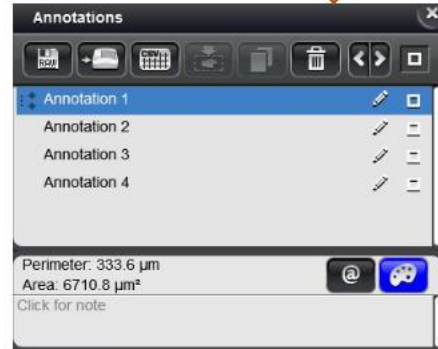 Annotations
RAW CSV
Annotation 1
Annotation 2
Annotation 3
Annotation 4
Perimeter: 333.6 µm
@
Area: 6710.8 µm²
Click for note